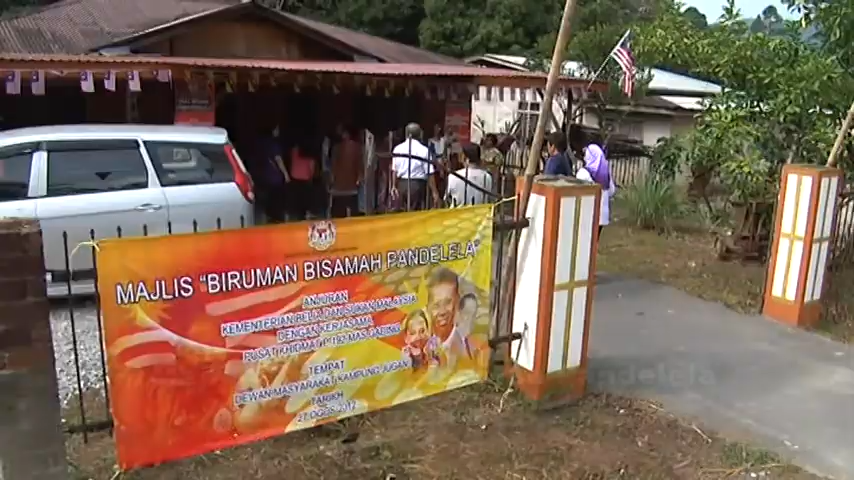 MAJLIS "BIRUMAN BISAMAH PANDELELA"
ANJURAN
KEMENTERIAN BELIA DAN SUKAN MALAYSIA
DENGAN KERJASAMA
PUSAT KHIDMAT P.192 MAS GADING
TEMPAT
DEWAN MASYARAKAT KAMPUNG JUGAN
TARIKH
27 OGOS 2012